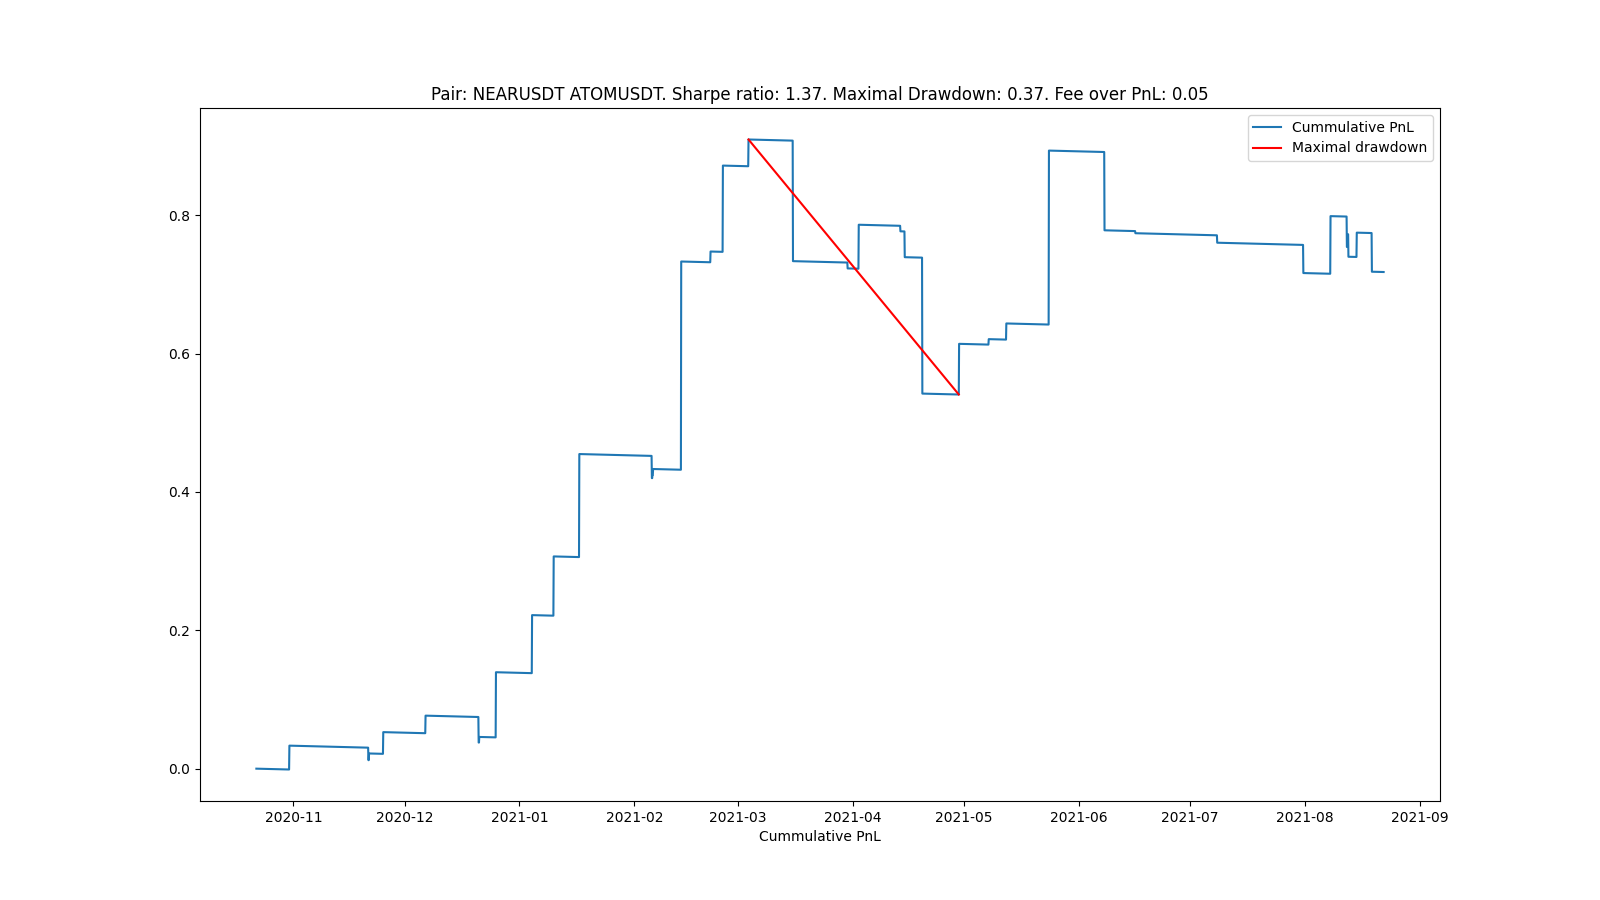 Pair: NEARUSDT ATOMUSDT. Sharpe ratio: 1.37. Maximal Drawdown: 0.37. Fee over PnL: 0.05
Cummulative PnL
Maximal drawdown
0.8
0.6
0.4
0.2
0.0
2020-11 2020-12 2021-01 2021-02 2021-03 2021-04 2021-05 2021-06 2021-07 2021-08 2021-09
Cummulative PnL